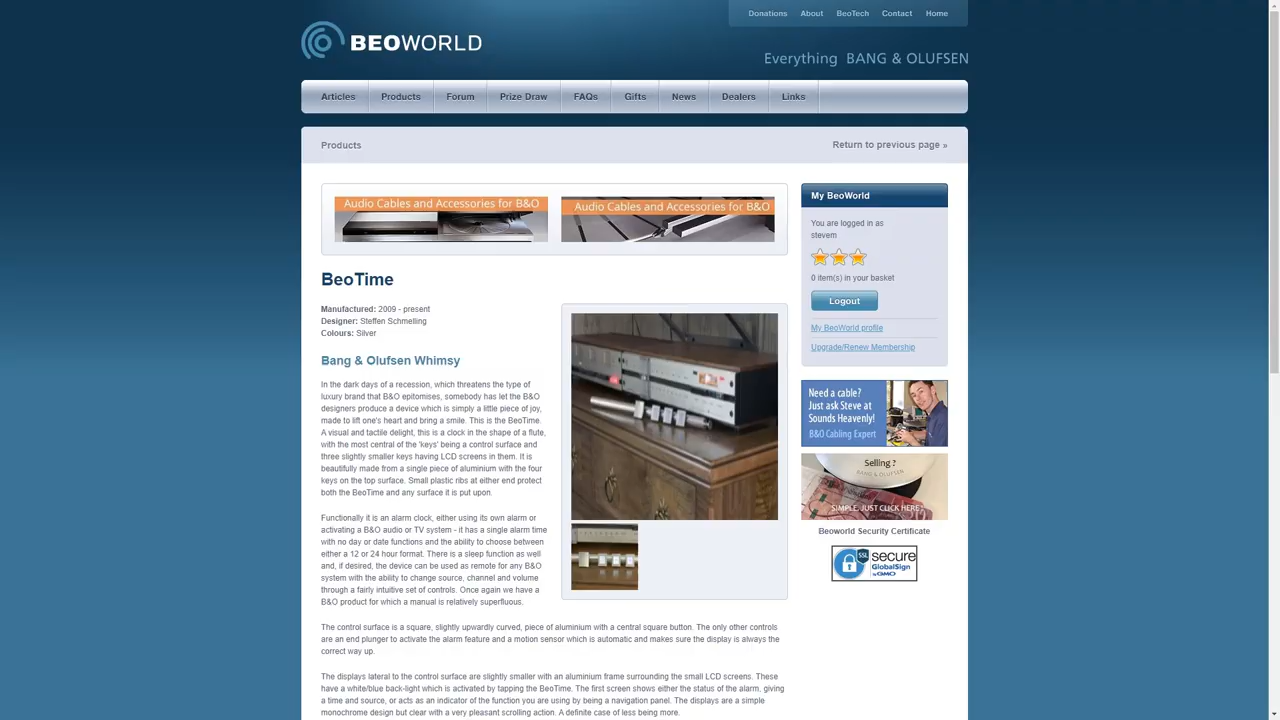 Donations About BeoTech Contact Home
BEOWORLD
Everything BANG & OLUFSEN
Articles Products Forum Prize Draw FAQs Gifts News Dealers Links
Products
Return to previous page »
Audio Cables and Accessories for B&O
Audio Cables and Accessories for B&O
BeoTime
Manufactured: 2009 - present
Designer: Steffen Schmelling
Colours: Silver
Bang & Olufsen Whimsy
In the dark days of a recession, which threatens the type of
luxury brand that B&O epitomises, somebody has let the B&O
designers produce a device which is simply a little piece of joy,
made to lift one's heart and bring a smile. This is the BeoTime.
A visual and tactile delight, this is a clock in the shape of a flute,
with the most central of the 'keys' being a control surface and
three slightly smaller keys having LCD screens in them. It is
beautifully made from a single piece of aluminium with the four
keys on the top surface. Small plastic ribs at either end protect
both the BeoTime and any surface it is put upon.
Functionally it is an alarm clock, either using its own alarm or
activating a B&O audio or TV system - it has a single alarm time
with no day or date functions and the ability to choose between
either a 12 or 24 hour format. There is a sleep function as well
and, if desired, the device can be used as remote for any B&O
system with the ability to change source, channel and volume
through a fairly intuitive set of controls. Once again we have a
B&O product for which a manual is relatively superfluous.
The control surface is a square, slightly upwardly curved, piece of aluminium with a central square button. The only other controls
are an end plunger to activate the alarm feature and a motion sensor which is automatic and makes sure the display is always the
correct way up.
The displays lateral to the control surface are slightly smaller with an aluminium frame surrounding the small LCD screens. These
have a white/blue back-light which is activated by tapping the BeoTime. The first screen shows either the status of the alarm, giving
a time and source, or acts as an indicator of the function you are using by being a navigation panel. The displays are a simple
monochrome design but clear with a very pleasant scrolling action. A definite case of less being more.
My BeoWorld
You are logged in as
stevem
0 item(s) in your basket
Logout
My BeoWorld profile
Upgrade/Renew Membership
Need a cable?
Just ask Steve at
Sounds Heavenly!
B&O Cabling Expert
Selling ?
BANG & OLUFSEN
SIMPLE, JUST CLICK HERE!
Beoworld Security Certificate
SSL
secure
GlobalSign
by GMO